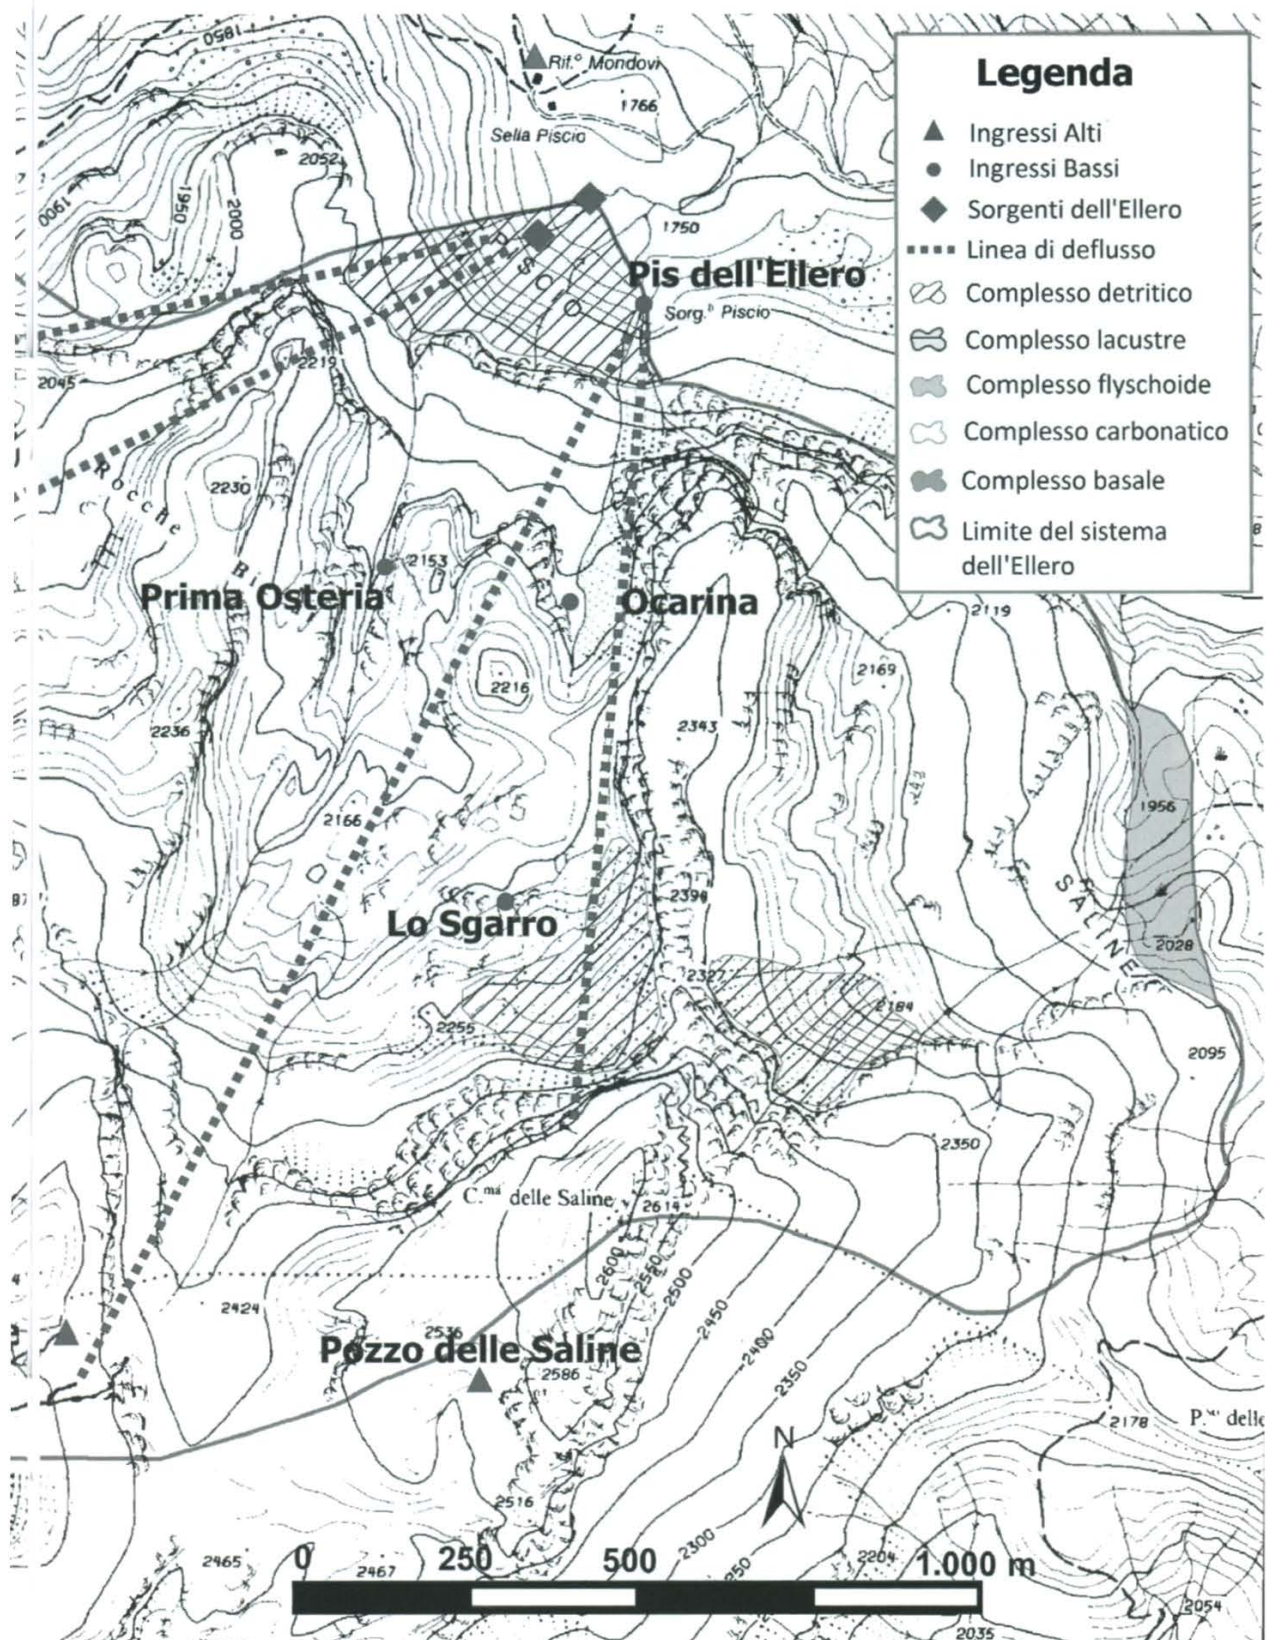 1850
Rif.º Mondovì
1766
Sella Piscio
2052
1900
1950
2000
1750
Pis dell'Ellero
Sorg.ª Piscio
2045
2219
Rocche
2230
2153
Prima Osteria
Ocarina
2119
2169
2216
2236
2343
2166
1956
SALINE
2394
Lo Sgarro
2028
2327
2184
2255
2095
2350
C.ma delle Saline
2614
2600
2550
2500
2450
2400
2350
2424
2536
Pozzo delle Saline
2586
2178
N
2516
2300
2465
2467
2204
2054
2035
0 250 500 1.000 m
Legenda
Ingressi Alti
Ingressi Bassi
Sorgenti dell'Ellero
Linea di deflusso
Complesso detritico
Complesso lacustre
Complesso flyschoide
Complesso carbonatico
Complesso basale
Limite del sistema
dell'Ellero